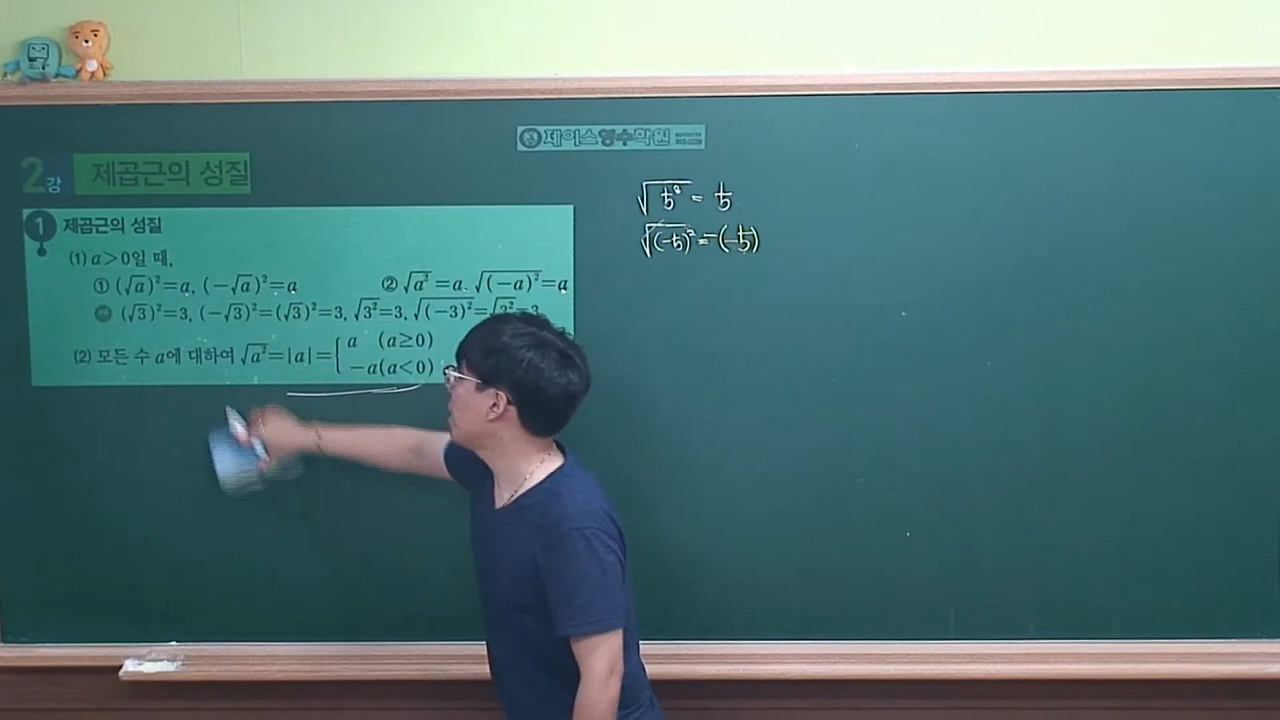 제이스영수학원
2강 제곱근의 성질
1 제곱근의 성질
(1) a>0일 때,
① (√a)²=a, (-√a)²=a ② √a²=a, √(-a)²=a
(√3)²=3, (-√3)²=(√3)²=3, √3²=3, √(-3)²=√3²=3
(2) 모든 수 a에 대하여 √a²=|a|={ a (a≥0)
-a(a<0)
√5² = 5
√(-5)² = -(-5)